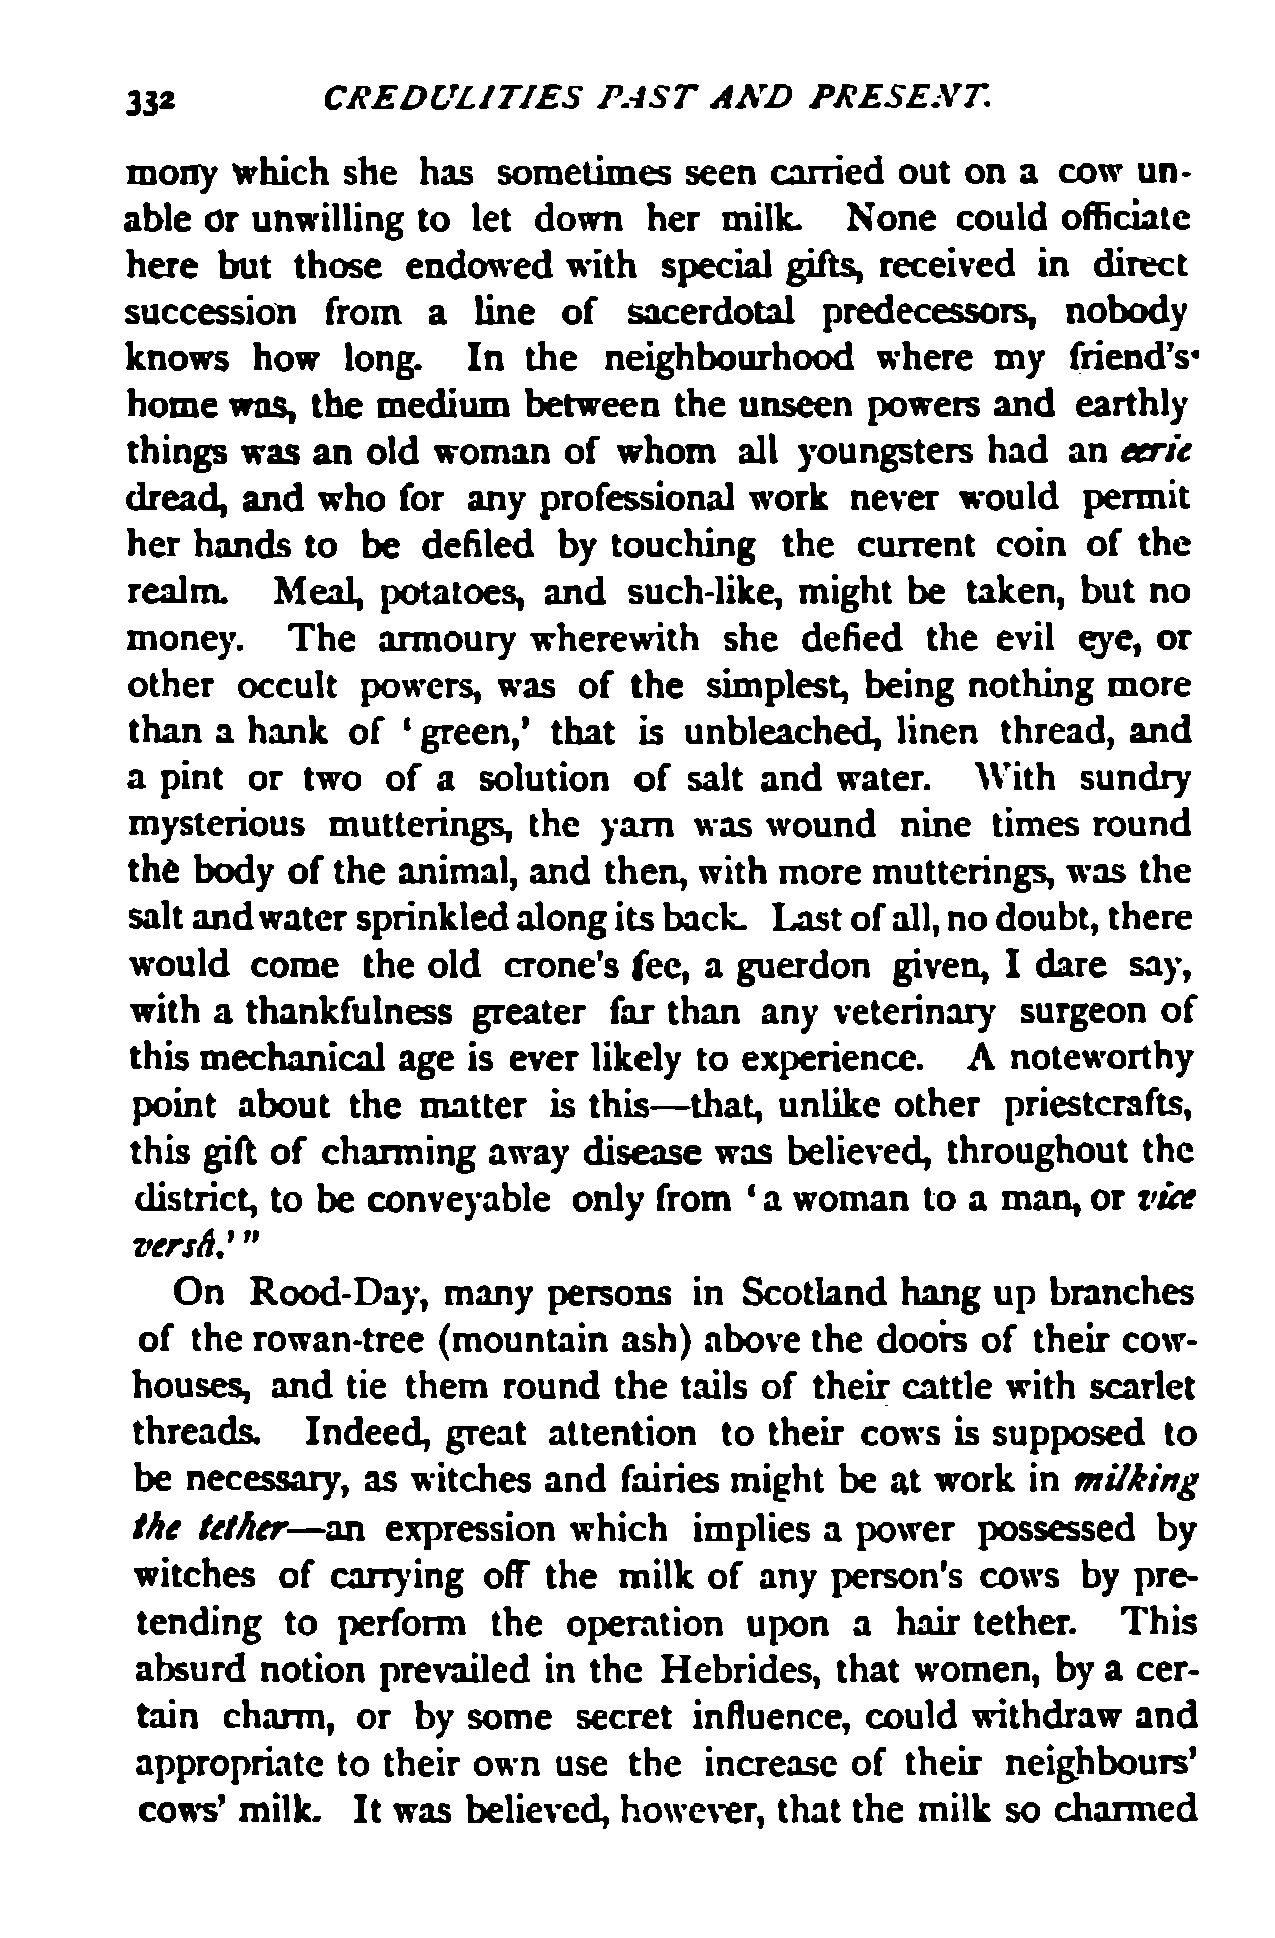 332 CREDULITIES PAST AND PRESENT.
mony which she has sometimes seen carried out on a cow un-
able or unwilling to let down her milk. None could officiate
here but those endowed with special gifts, received in direct
succession from a line of sacerdotal predecessors, nobody
knows how long. In the neighbourhood where my friend's
home was, the medium between the unseen powers and earthly
things was an old woman of whom all youngsters had an eerie
dread, and who for any professional work never would permit
her hands to be defiled by touching the current coin of the
realm. Meal, potatoes, and such-like, might be taken, but no
money. The armoury wherewith she defied the evil eye, or
other occult powers, was of the simplest, being nothing more
than a hank of ‘green,’ that is unbleached, linen thread, and
a pint or two of a solution of salt and water. With sundry
mysterious mutterings, the yarn was wound nine times round
the body of the animal, and then, with more mutterings, was the
salt and water sprinkled along its back. Last of all, no doubt, there
would come the old crone's fee, a guerdon given, I dare say,
with a thankfulness greater far than any veterinary surgeon of
this mechanical age is ever likely to experience. A noteworthy
point about the matter is this—that, unlike other priestcrafts,
this gift of charming away disease was believed, throughout the
district, to be conveyable only from ‘a woman to a man, or vice
versâ.’”
On Rood-Day, many persons in Scotland hang up branches
of the rowan-tree (mountain ash) above the doors of their cow-
houses, and tie them round the tails of their cattle with scarlet
threads. Indeed, great attention to their cows is supposed to
be necessary, as witches and fairies might be at work in milking
the tether—an expression which implies a power possessed by
witches of carrying off the milk of any person's cows by pre-
tending to perform the operation upon a hair tether. This
absurd notion prevailed in the Hebrides, that women, by a cer-
tain charm, or by some secret influence, could withdraw and
appropriate to their own use the increase of their neighbours'
cows' milk. It was believed, however, that the milk so charmed